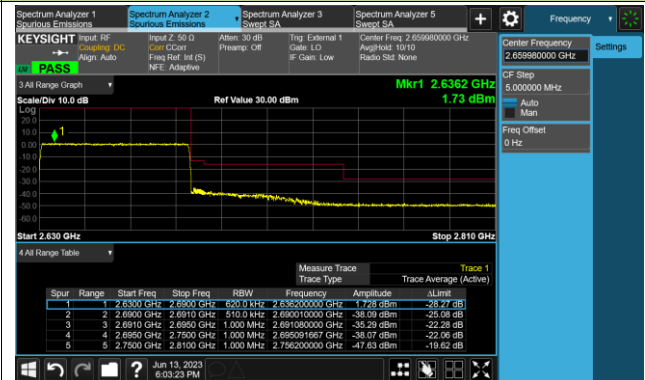 Spectrum Analyzer 1
Spurious Emissions
Spectrum Analyzer 2
Spurious Emissions
Spectrum Analyzer 3
Swept SA
Spectrum Analyzer 5
Swept SA
+
Frequency
KEYSIGHT
Input: RF
Coupling: DC
Align: Auto
Input Z: 50 Ω
Corr CCorr
Freq Ref: Int (S)
NFE: Adaptive
Atten: 30 dB
Preamp: Off
Trig: External 1
Gate: LO
IF Gain: Low
Center Freq: 2.659980000 GHz
Avg|Hold: 10/10
Radio Std: None
PASS
Center Frequency
2.659980000 GHz
Settings
CF Step
5.000000 MHz
Auto
Man
Freq Offset
0 Hz
3 All Range Graph
Mkr1 2.6362 GHz
1.73 dBm
Scale/Div 10.0 dB
Ref Value 30.00 dBm
Log
20.0
10.0
0.00
-10.0
-20.0
-30.0
-40.0
-50.0
-60.0
1
Start 2.630 GHz
Stop 2.810 GHz
4 All Range Table
Measure Trace Trace 1
Trace Type Trace Average (Active)
Spur Range Start Freq Stop Freq RBW Frequency Amplitude ΔLimit
1 1 2.6300 GHz 2.6900 GHz 620.0 kHz 2.636200000 GHz 1.728 dBm -28.27 dB
2 2 2.6900 GHz 2.6910 GHz 510.0 kHz 2.690010000 GHz -38.09 dBm -25.08 dB
3 3 2.6910 GHz 2.6950 GHz 1.000 MHz 2.691080000 GHz -35.29 dBm -22.28 dB
4 4 2.6950 GHz 2.7500 GHz 1.000 MHz 2.695091667 GHz -38.07 dBm -22.06 dB
5 5 2.7500 GHz 2.8100 GHz 1.000 MHz 2.756200000 GHz -47.63 dBm -19.62 dB
?
Jun 13, 2023
6:03:23 PM